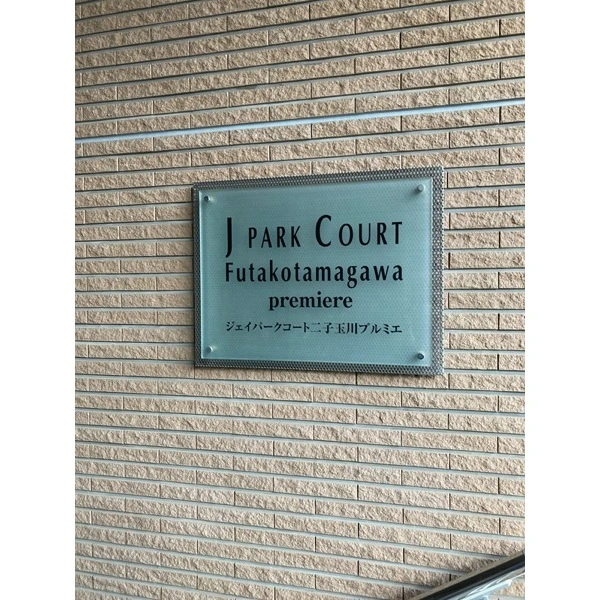 J PARK COURT
Futakotamagawa
premiere
ジェイパークコート二子玉川プルミエ